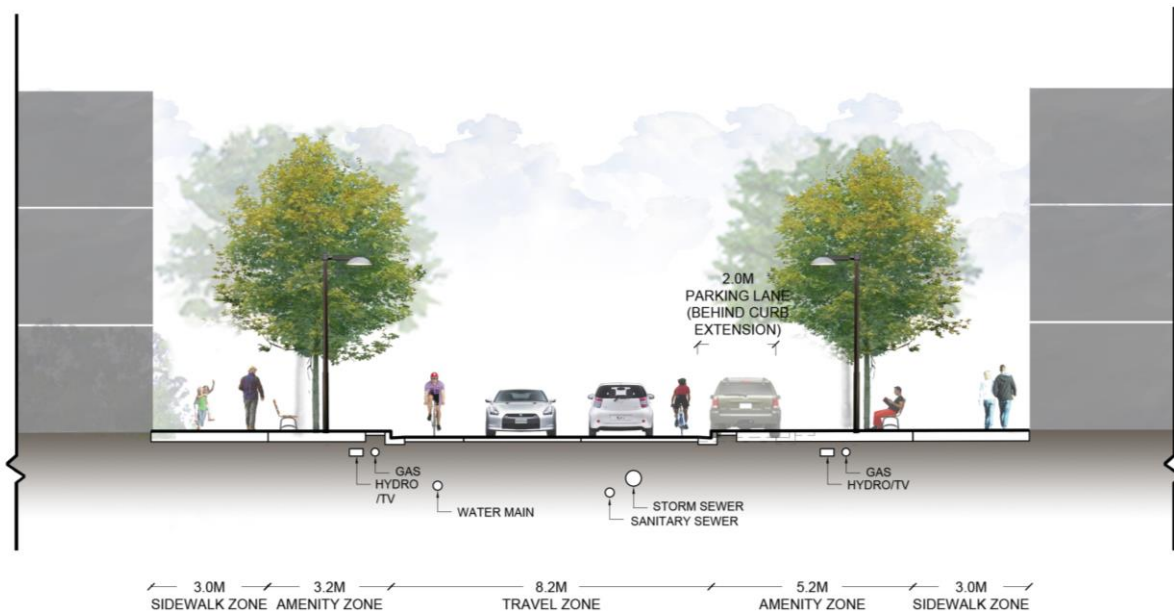 2.0M
PARKING LANE
(BEHIND CURB
EXTENSION)
GAS
HYDRO
/TV
WATER MAIN
STORM SEWER
SANITARY SEWER
GAS
HYDRO/TV
3.0M
SIDEWALK ZONE
3.2M
AMENITY ZONE
8.2M
TRAVEL ZONE
5.2M
AMENITY ZONE
3.0M
SIDEWALK ZONE